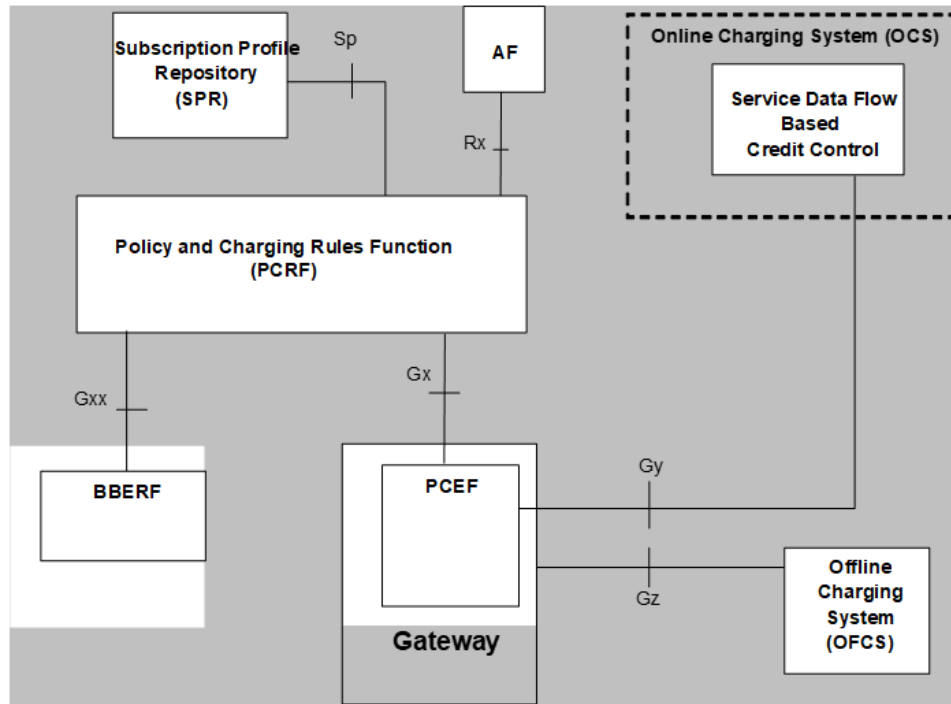 Subscription Profile
Repository
(SPR)
Sp
AF
Online Charging System (OCS)
Service Data Flow
Based
Credit Control
Rx
Policy and Charging Rules Function
(PCRF)
Gxx
Gx
BBERF
PCEF
Gy
Gz
Offline
Charging
System
(OFCS)
Gateway